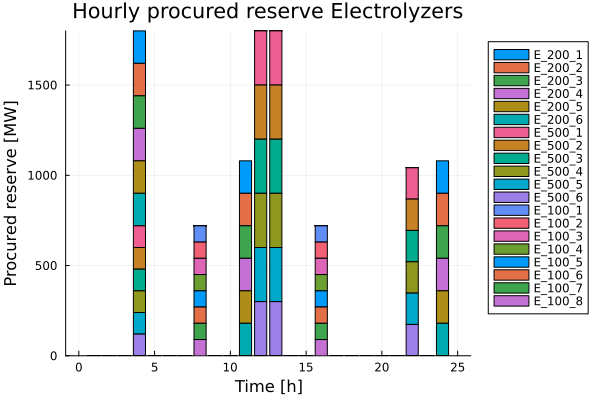 Hourly procured reserve Electrolyzers
Procured reserve [MW]
1500
1000
500
0
0 5 10 15 20 25
Time [h]
E_200_1
E_200_2
E_200_3
E_200_4
E_200_5
E_200_6
E_500_1
E_500_2
E_500_3
E_500_4
E_500_5
E_500_6
E_100_1
E_100_2
E_100_3
E_100_4
E_100_5
E_100_6
E_100_7
E_100_8